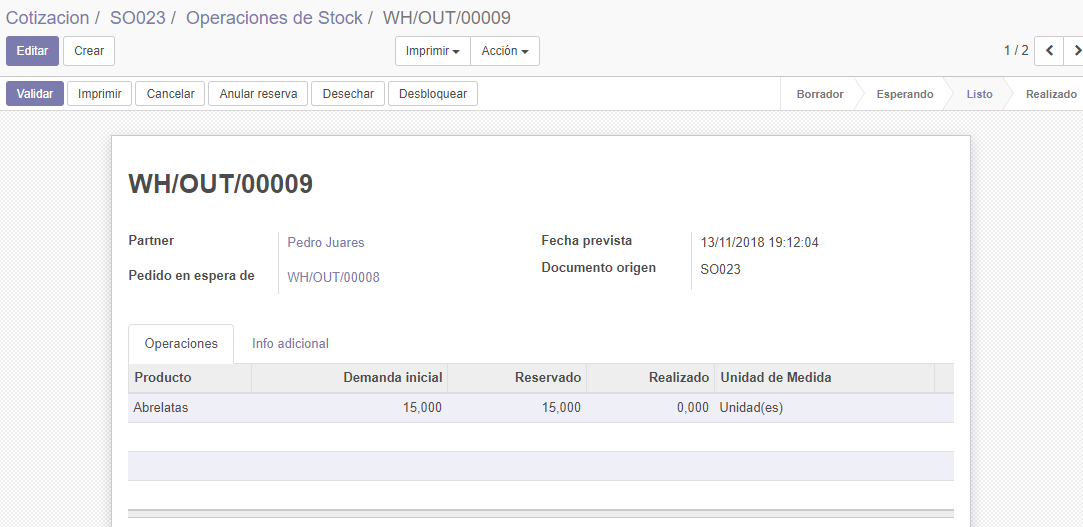 Cotizacion / SO023 / Operaciones de Stock / WH/OUT/00009
Editar Crear Imprimir Acción 1 / 2
Validar Imprimir Cancelar Anular reserva Desechar Desbloquear Borrador Esperando Listo Realizado
WH/OUT/00009
Partner Pedro Juares Fecha prevista 13/11/2018 19:12:04
Pedido en espera de WH/OUT/00008 Documento origen SO023
Operaciones Info adicional
Producto Demanda inicial Reservado Realizado Unidad de Medida
Abrelatas 15,000 15,000 0,000 Unidad(es)